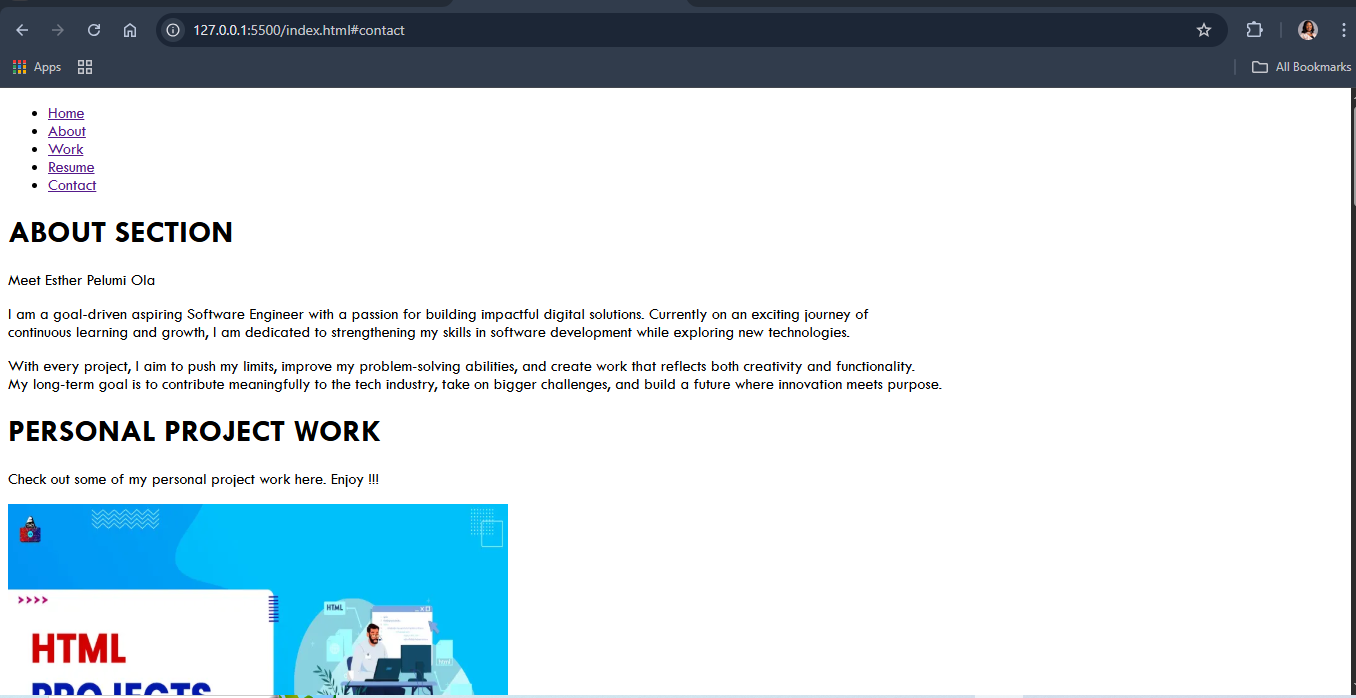 127.0.0.1:5500/index.html#contact
Apps
All Bookmarks
Home
About
Work
Resume
Contact
ABOUT SECTION
Meet Esther Pelumi Ola
I am a goal-driven aspiring Software Engineer with a passion for building impactful digital solutions. Currently on an exciting journey of
continuous learning and growth, I am dedicated to strengthening my skills in software development while exploring new technologies.
With every project, I aim to push my limits, improve my problem-solving abilities, and create work that reflects both creativity and functionality.
My long-term goal is to contribute meaningfully to the tech industry, take on bigger challenges, and build a future where innovation meets purpose.
PERSONAL PROJECT WORK
Check out some of my personal project work here. Enjoy !!!
>>>>
HTML
HTML
PROJECTS